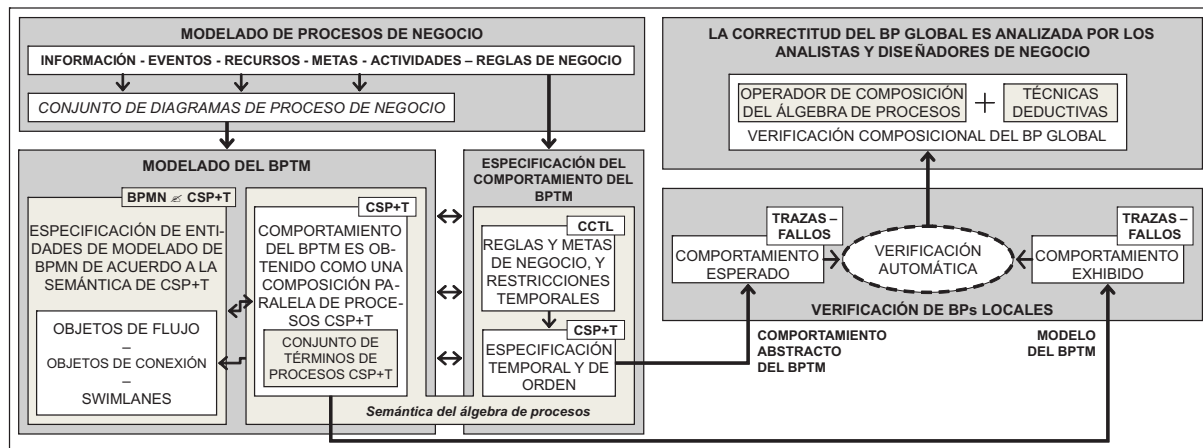 MODELADO DE PROCESOS DE NEGOCIO
INFORMACIÓN - EVENTOS - RECURSOS - METAS - ACTIVIDADES – REGLAS DE NEGOCIO
CONJUNTO DE DIAGRAMAS DE PROCESO DE NEGOCIO
MODELADO DEL BPTM
BPMN ⦣ CSP+T
ESPECIFICACIÓN DE ENTI-
DADES DE MODELADO DE
BPMN DE ACUERDO A LA
SEMÁNTICA DE CSP+T
OBJETOS DE FLUJO
–
OBJETOS DE CONEXIÓN
–
SWIMLANES
CSP+T
COMPORTAMIENTO
DEL BPTM ES OB-
TENIDO COMO UNA
COMPOSICIÓN PA-
RALELA DE PROCE-
SOS CSP+T
CONJUNTO DE
TÉRMINOS DE
PROCESOS CSP+T
ESPECIFICACIÓN DEL
COMPORTAMIENTO DEL
BPTM
CCTL
REGLAS Y METAS
DE NEGOCIO, Y
RESTRICCIONES
TEMPORALES
CSP+T
ESPECIFICACIÓN
TEMPORAL Y DE
ORDEN
Semántica del álgebra de procesos
LA CORRECTITUD DEL BP GLOBAL ES ANALIZADA POR LOS
ANALISTAS Y DISEÑADORES DE NEGOCIO
OPERADOR DE COMPOSICIÓN
DEL ÁLGEBRA DE PROCESOS
+
TÉCNICAS
DEDUCTIVAS
VERIFICACIÓN COMPOSICIONAL DEL BP GLOBAL
TRAZAS –
FALLOS
COMPORTAMIENTO
ESPERADO
VERIFICACIÓN
AUTOMÁTICA
TRAZAS –
FALLOS
COMPORTAMIENTO
EXHIBIDO
VERIFICACIÓN DE BPs LOCALES
COMPORTAMIENTO
ABSTRACTO
DEL BPTM
MODELO
DEL BPTM